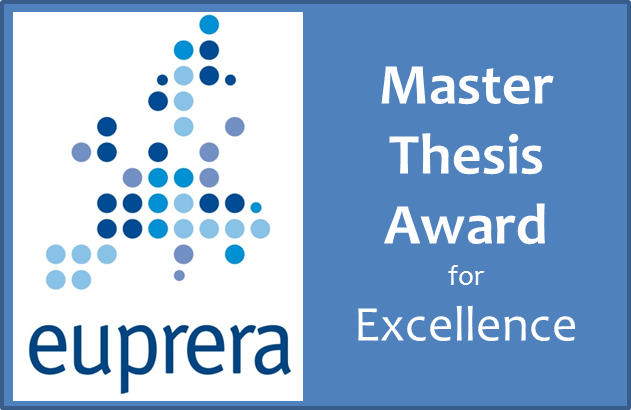 euprera
Master
Thesis
Award
for
Excellence